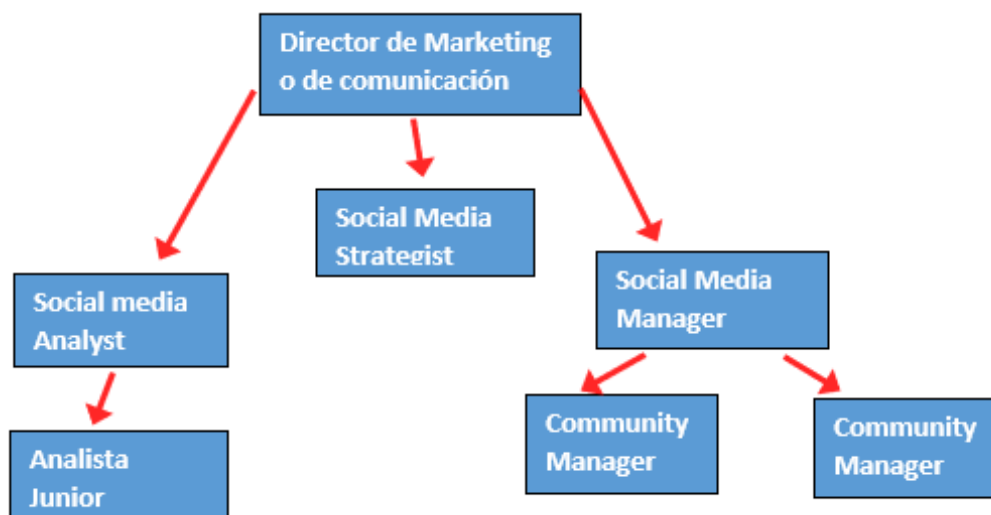 Director de Marketing
o de comunicación
Social Media
Strategist
Social media
Analyst
Social Media
Manager
Analista
Junior
Community
Manager
Community
Manager